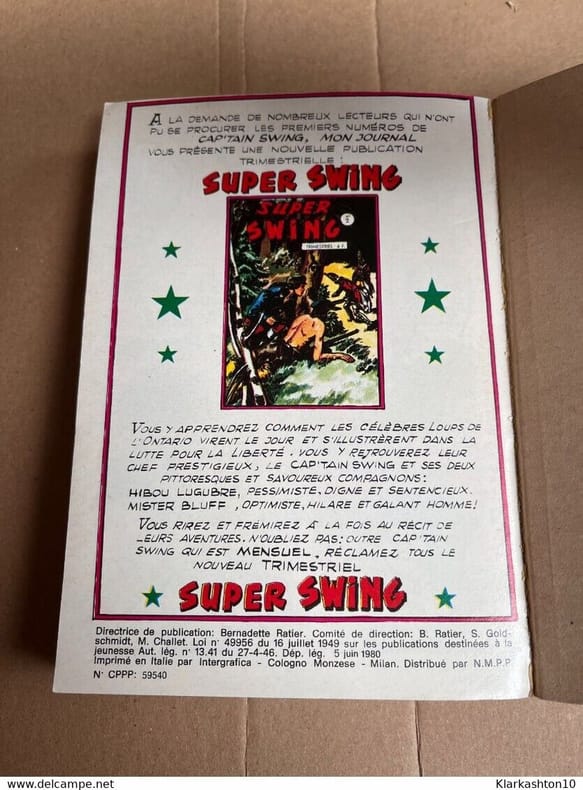 A LA DEMANDE DE NOMBREUX LECTEURS QUI N'ONT
PU SE PROCURER LES PREMIERS NUMÉROS DE
CAP'TAIN SWING, MON JOURNAL
VOUS PRÉSENTE UNE NOUVELLE PUBLICATION
TRIMESTRIELLE :
SUPER SWING
SUPER
SWING
TRIMESTRIEL 4 F.
VOUS Y APPRENDREZ COMMENT LES CÉLÈBRES LOUPS DE
L'ONTARIO VIRENT LE JOUR ET S'ILLUSTRÈRENT DANS LA
LUTTE POUR LA LIBERTÉ. VOUS Y RETROUVEREZ LEUR
CHEF PRESTIGIEUX, LE CAP'TAIN SWING ET SES DEUX
PITTORESQUES ET SAVOUREUX COMPAGNONS:
HIBOU LUGUBRE, PESSIMISTE, DIGNE ET SENTENCIEUX.
MISTER BLUFF, OPTIMISTE, HILARE ET GALANT HOMME!
VOUS RIREZ ET FRÉMIREZ À LA FOIS AU RÉCIT DE
LEURS AVENTURES. N'OUBLIEZ PAS: OUTRE CAP'TAIN
SWING QUI EST MENSUEL, RÉCLAMEZ TOUS LE
NOUVEAU TRIMESTRIEL
SUPER SWING
Directrice de publication: Bernadette Ratier. Comité de direction: B. Ratier, S. Gold-
schmidt, M. Challet. Loi n° 49956 du 16 juillet 1949 sur les publications destinées à la
jeunesse Aut. lég. n° 13.41 du 27-4-46. Dép. lég. 5 juin 1980
Imprimé en Italie par Intergrafica - Cologno Monzese - Milan. Distribué par N.M.P.P.
N° CPPP: 59540
delcampe.net
Klarkashton10